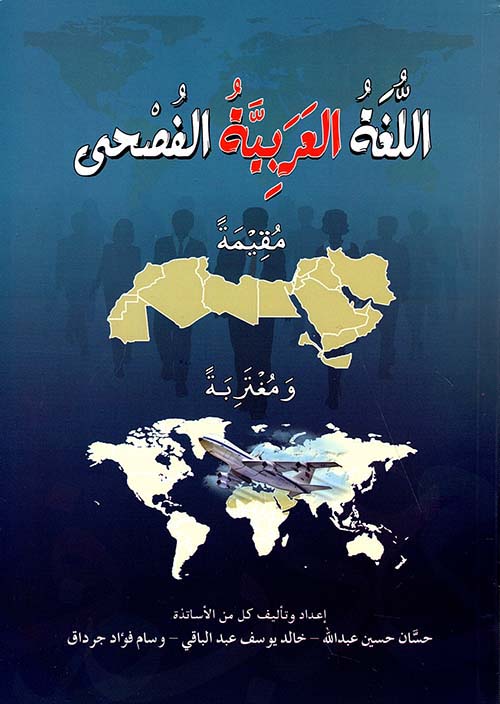 اللُّغَةُ العَرَبِيَّةُ الفُصْحى
مُقِيْمَةً
وَمُغْتَرِبَةً
إعداد وتأليف كل من الأساتذة
حسَّان حسين عبدالله – خالد يوسف عبد الباقي – وسام فؤاد جرداق